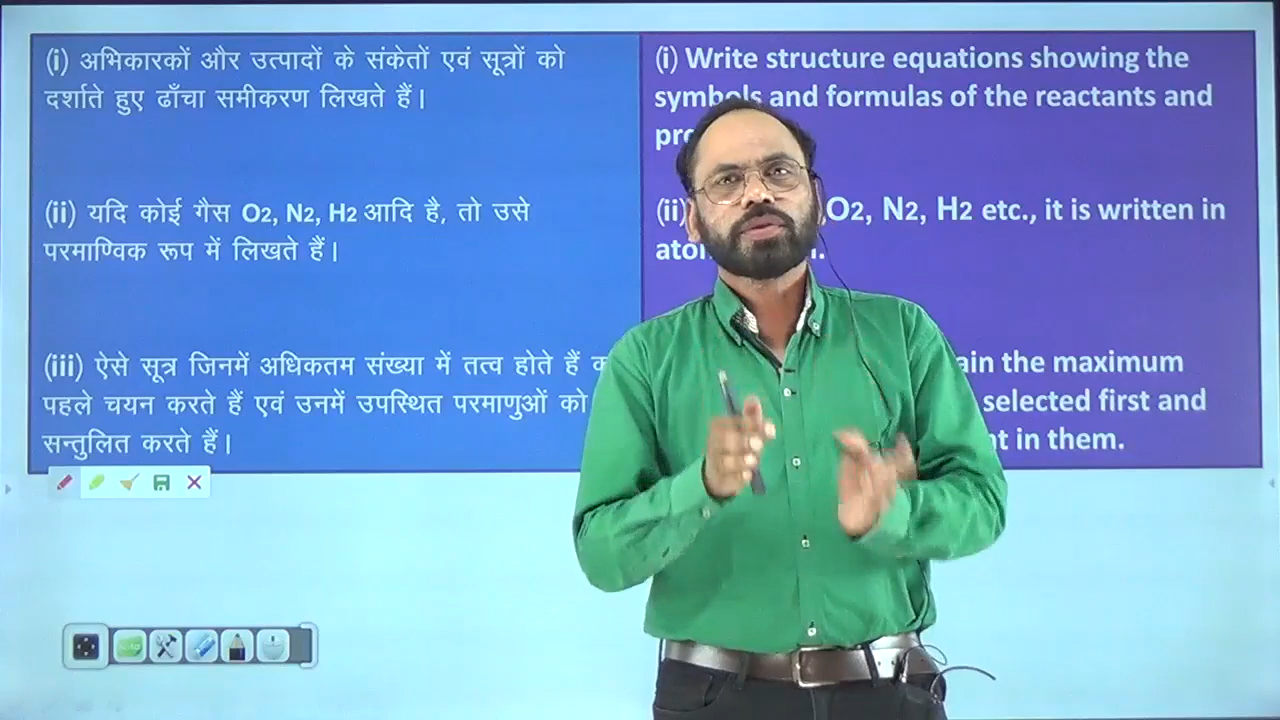 (i) अभिकारकों और उत्पादों के संकेतों एवं सूत्रों को
दर्शाते हुए ढाँचा समीकरण लिखते हैं।
(ii) यदि कोई गैस O2, N2, H2 आदि है, तो उसे
परमाण्विक रूप में लिखते हैं।
(iii) ऐसे सूत्र जिनमें अधिकतम संख्या में तत्व होते हैं
पहले चयन करते हैं एवं उनमें उपस्थित परमाणुओं को
सन्तुलित करते हैं।
(i) Write structure equations showing the
symbols and formulas of the reactants and
(ii) O2, N2, H2 etc., it is written in
the maximum
selected first and
in them.